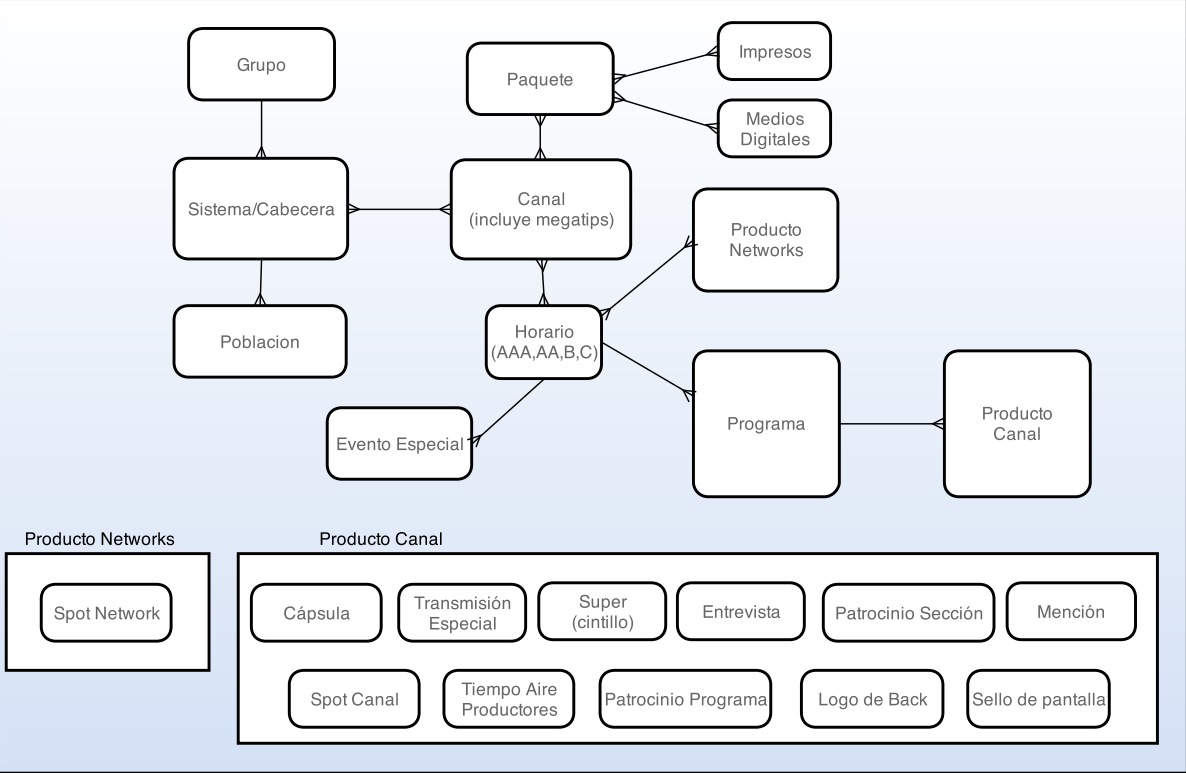 Grupo
Paquete
Impresos
Medios
Digitales
Sistema/Cabecera
Canal
(incluye megatips)
Producto
Networks
Poblacion
Horario
(AAA,AA,B,C)
Evento Especial
Programa
Producto
Canal
Producto Networks
Spot Network
Producto Canal
Cápsula
Transmisión
Especial
Super
(cintillo)
Entrevista
Patrocinio Sección
Mención
Spot Canal
Tiempo Aire
Productores
Patrocinio Programa
Logo de Back
Sello de pantalla